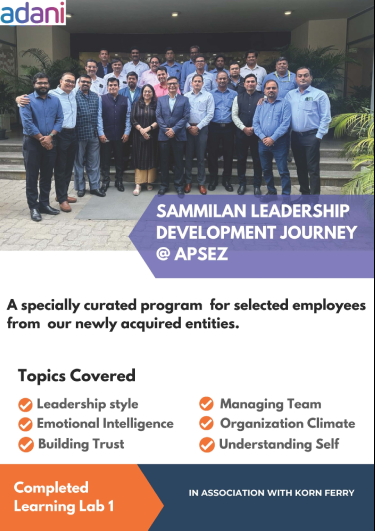 adani
SAMMILAN LEADERSHIP
DEVELOPMENT JOURNEY
@ APSEZ
A specially curated program for selected employees
from our newly acquired entities.
Topics Covered
Leadership style
Managing Team
Emotional Intelligence
Organization Climate
Building Trust
Understanding Self
Completed
Learning Lab 1
IN ASSOCIATION WITH KORN FERRY